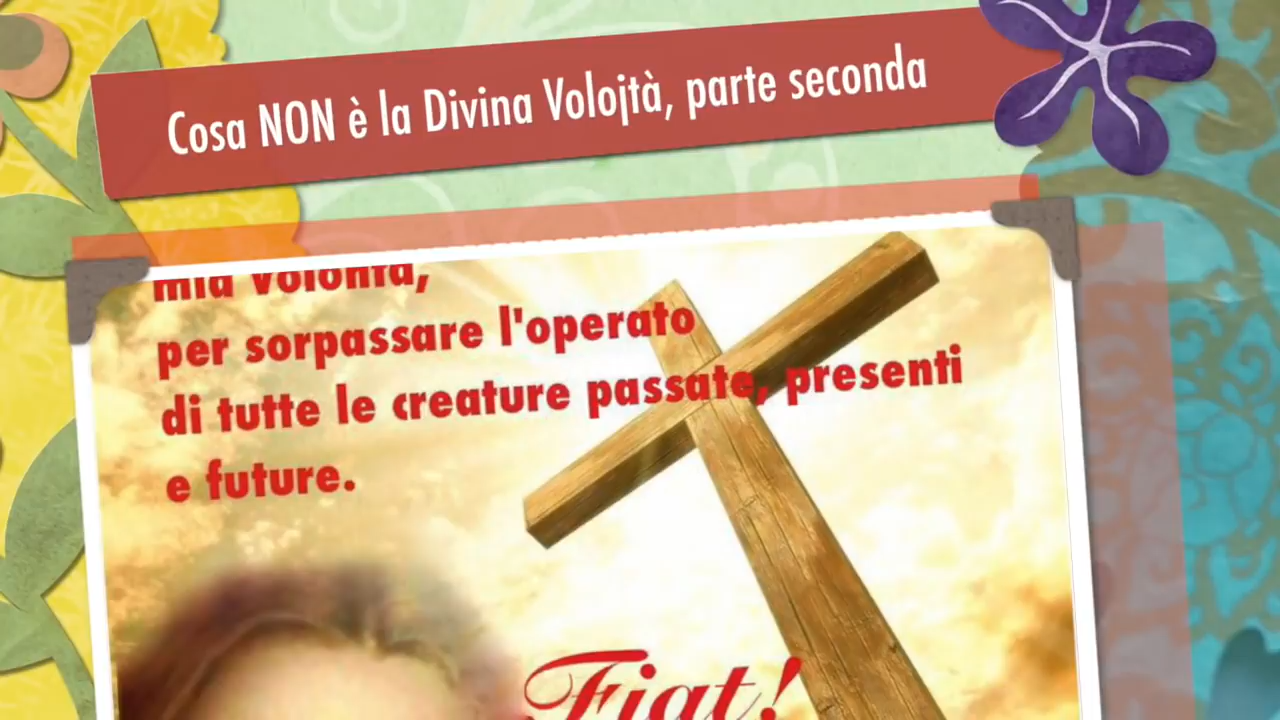 Cosa NON è la Divina Volojtà, parte seconda
mia volontà,
per sorpassare l'operato
di tutte le creature passate, presenti
e future.
Fiat!